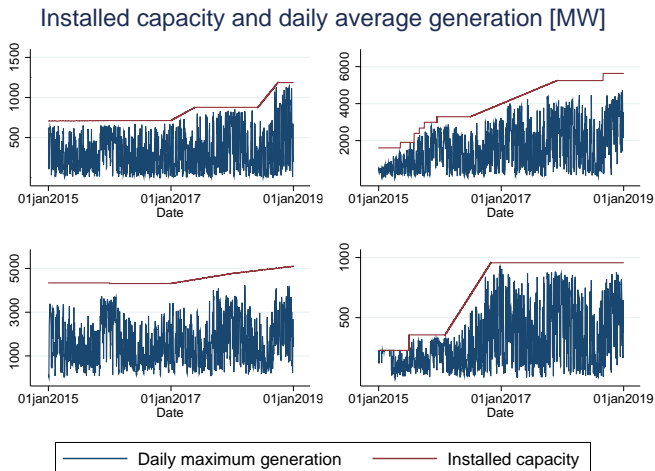 Installed capacity and daily average generation [MW]
1500
1000
500
01jan2015 01jan2017 01jan2019
Date
6000
4000
2000
01jan2015 01jan2017 01jan2019
Date
5000
3000
1000
01jan2015 01jan2017 01jan2019
Date
1000
500
01jan2015 01jan2017 01jan2019
Date
Daily maximum generation Installed capacity